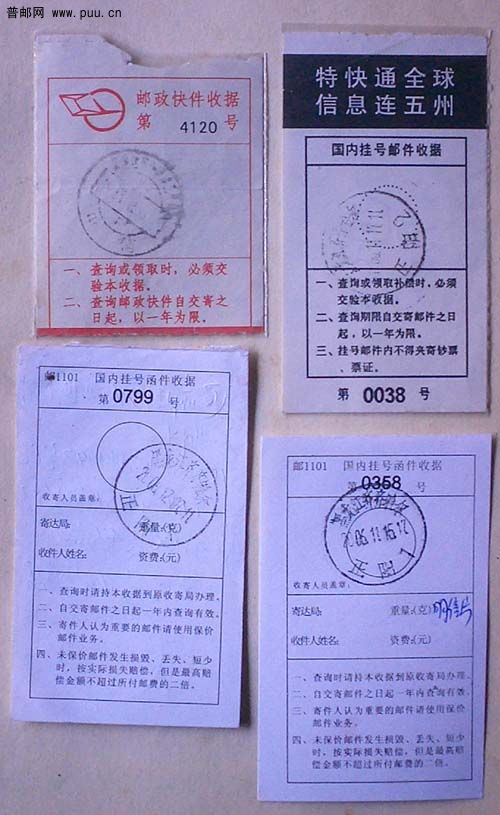 普邮网
www.puu.cn
邮政快件收据
第 4120 号
一、查询或领取时，必须交
验本收据。
二、查询邮政快件自交寄之
日起，以一年为限。
特快通全球
信息连五州
国内挂号邮件收据
正阳
一、查询或领取补偿时，必须
交验本收据。
二、查询期限自交寄邮件之日
起，以一年为限。
三、挂号邮件内不得夹寄钞票、
票证。
第 0038 号
邮1101 国内挂号函件收据
第 0799 号
正阳
收寄人员盖章:
寄达局: 重量:(克)
收件人姓名: 资费:(元)
一、查询时请持本收据到原收寄局办理。
二、自交寄邮件之日起一年内查询有效。
三、寄件人认为重要的邮件请使用保价
邮件业务。
四、未保价邮件发生损毁、丢失、短少
时，按实际损失赔偿，但是最高赔
偿金额不超过所付邮费的二倍。
邮1101 国内挂号函件收据
第 0358 号
正阳 1
收寄人员盖章:
寄达局: 重量:(克) 明信片
收件人姓名: 资费:(元)
一、查询时请持本收据到原收寄局办理。
二、自交寄邮件之日起一年内查询有效。
三、寄件人认为重要的邮件请使用保价
邮件业务。
四、未保价邮件发生损毁、丢失、短少
时，按实际损失赔偿，但是最高赔偿
金额不超过所付邮费的二倍。